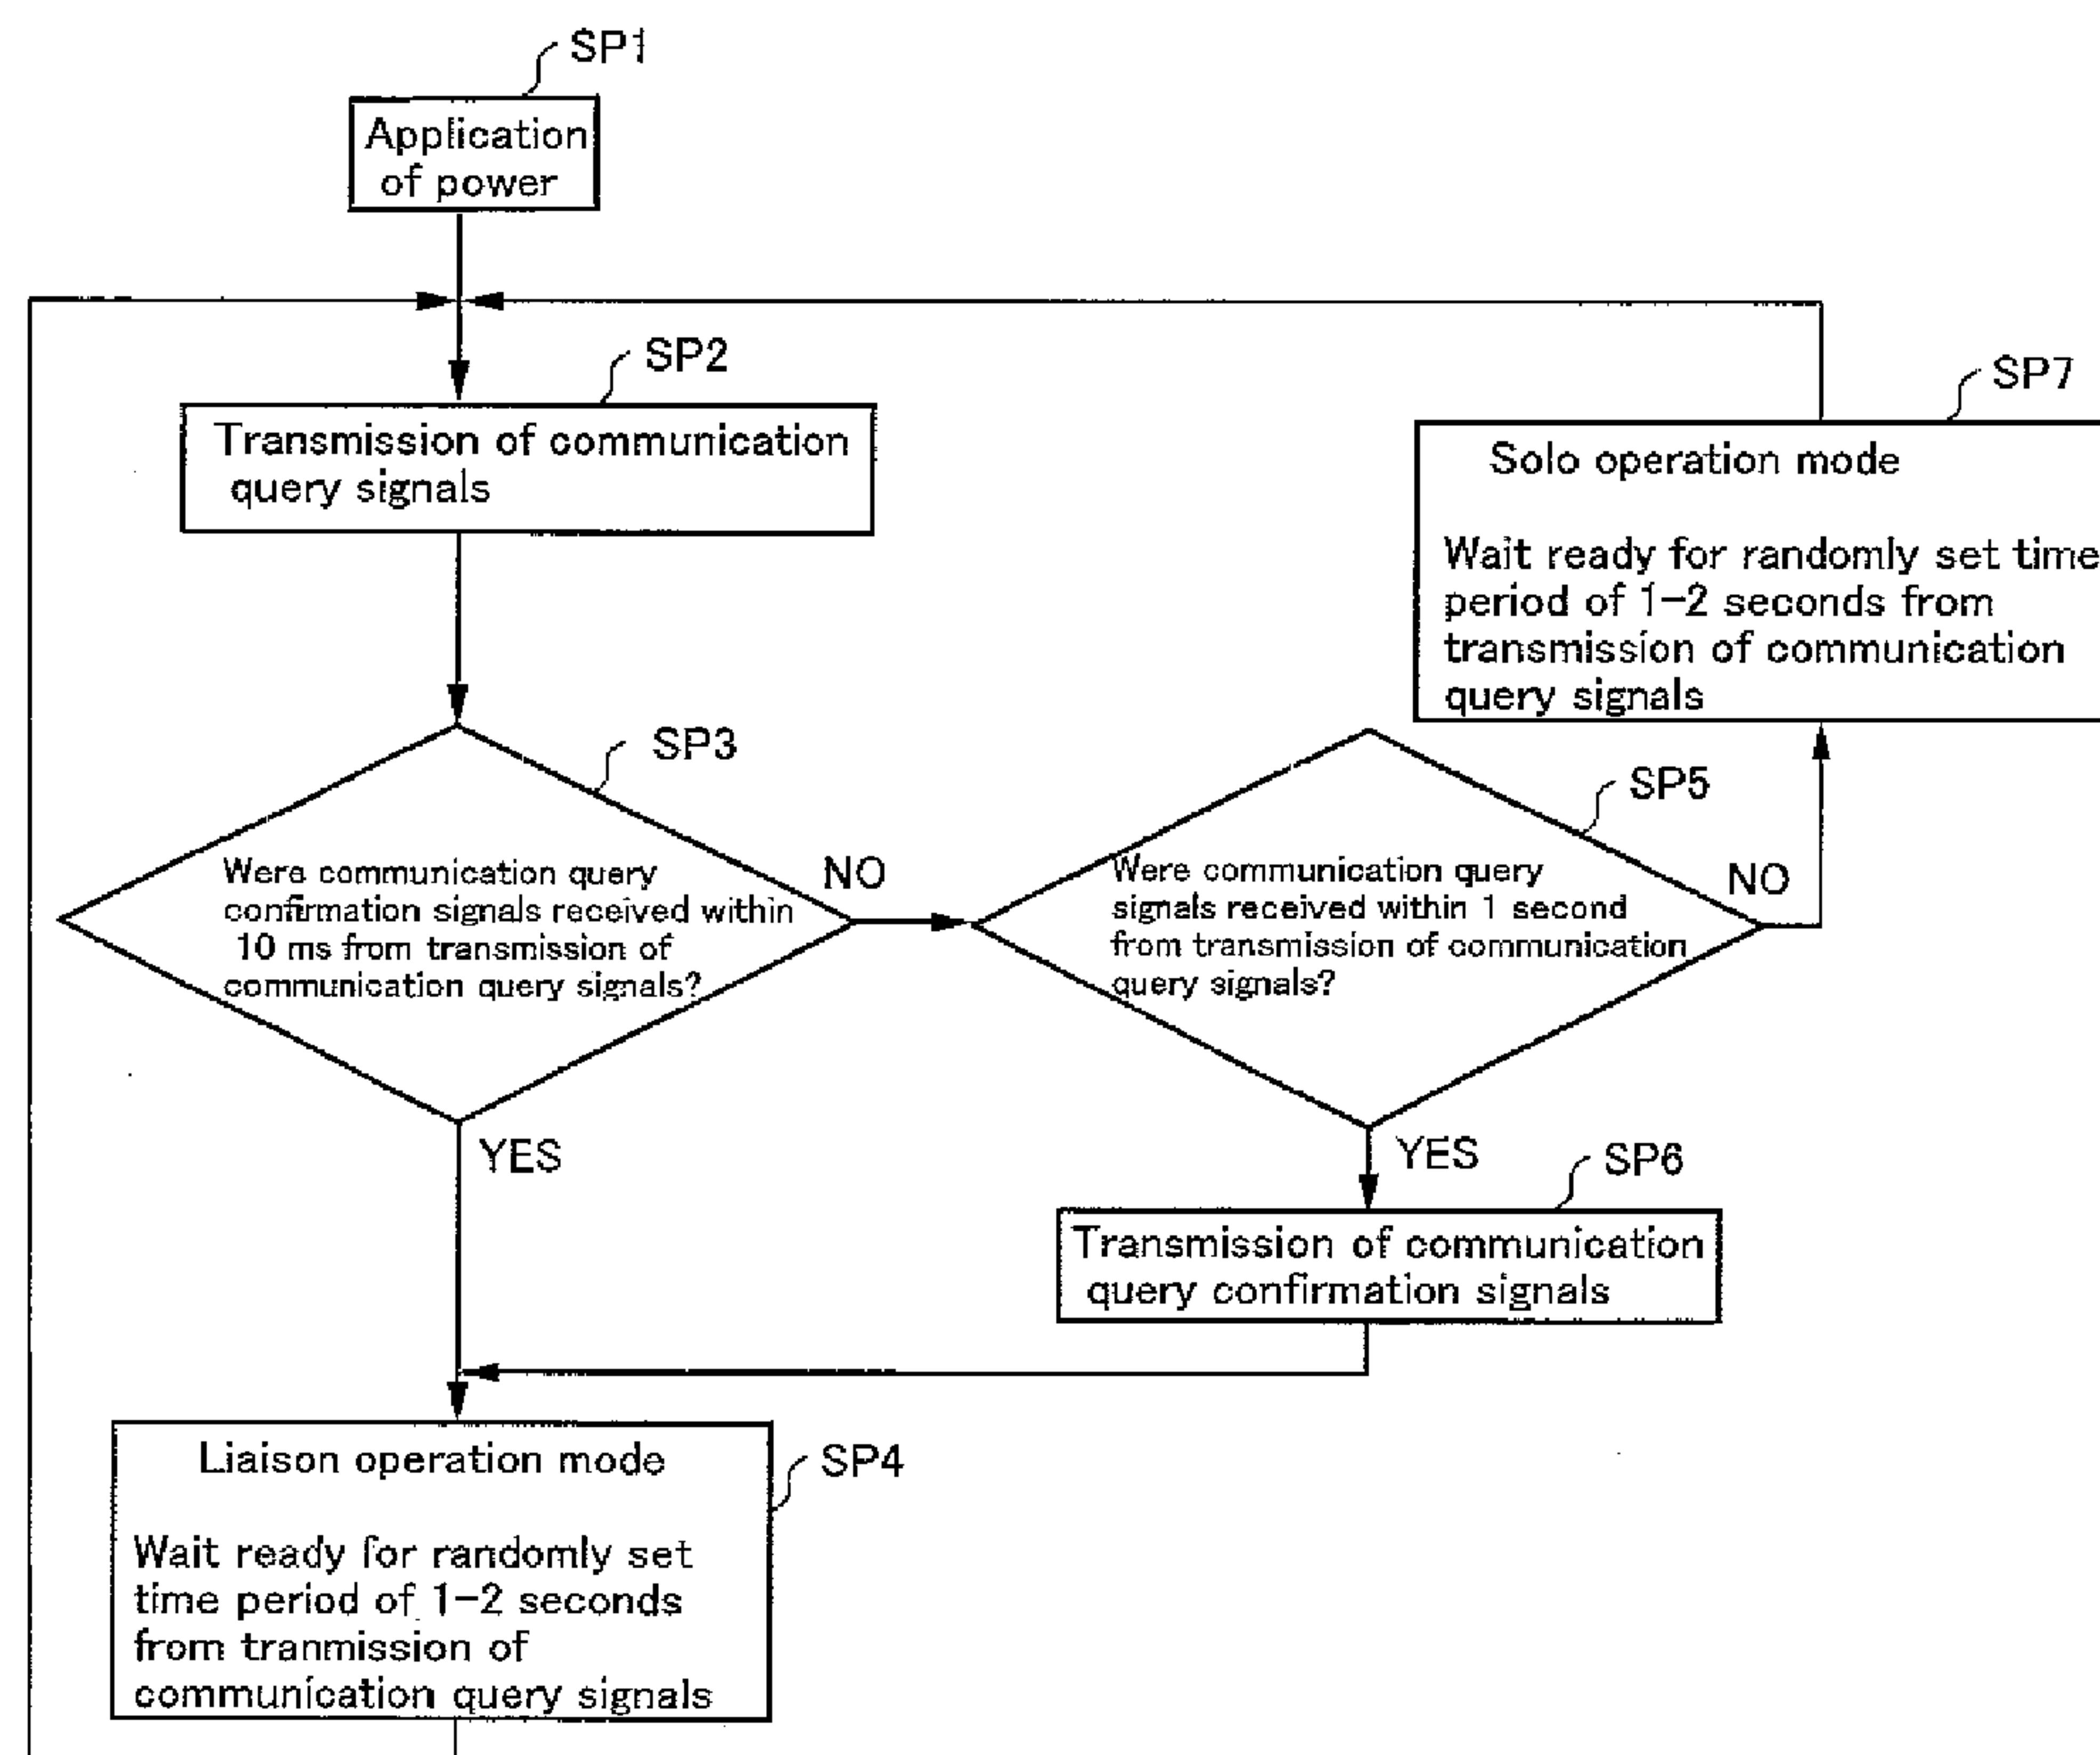 SP1
Application
of power
SP2
Transmission of communication
query signals
SP7
Solo operation mode
Wait ready for randomly set time
period of 1-2 seconds from
transmission of communication
query signals
SP3
Were communication query
confirmation signals received within
10 ms from transmission of
communication query signals?
NO
YES
SP5
Were communication query
signals received within 1 second
from transmission of communication
query signals?
NO
YES
SP6
Transmission of communication
query confirmation signals
SP4
Liaison operation mode
Wait ready for randomly set
time period of 1-2 seconds
from tranmission of
communication query signals